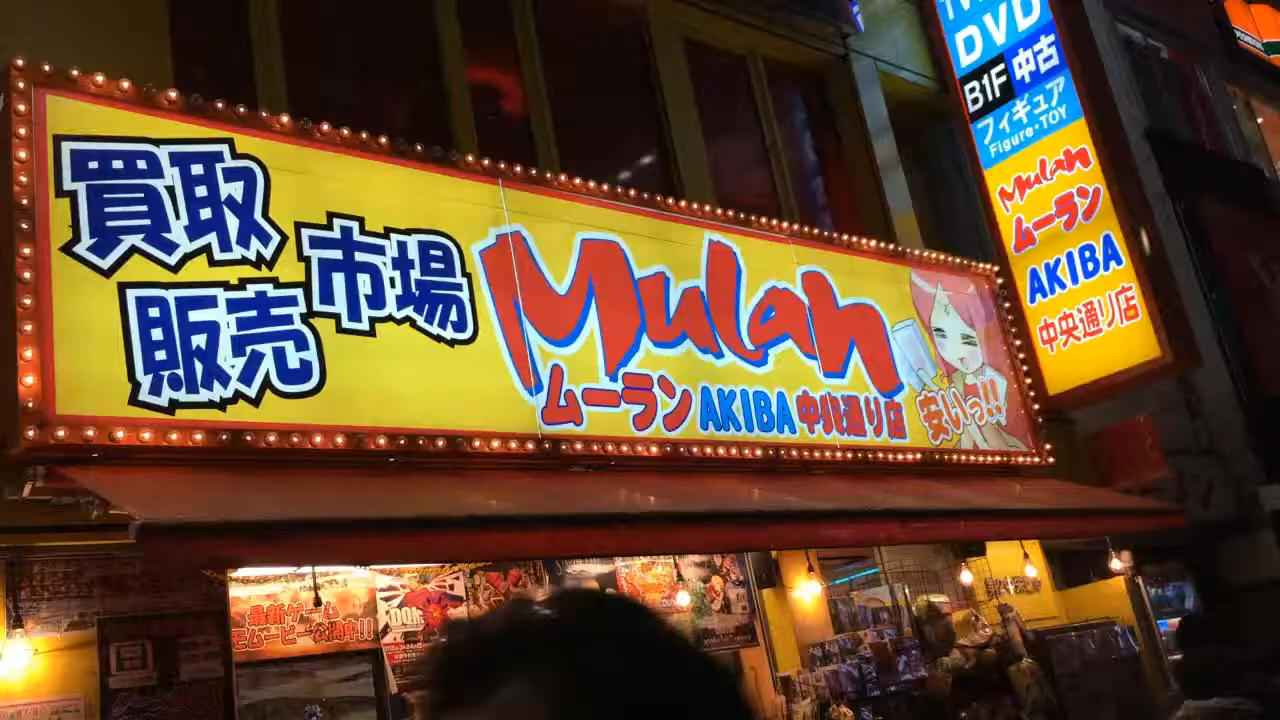 買取
販売
市場
Mulan
ムーラン AKIBA 中央通り店
安いっ!!
DVD
B1F 中古
フィギュア
Figure・TOY
Mulan
ムーラン
AKIBA
中央通り店
最新ゲーム
デモムービー公開中!!